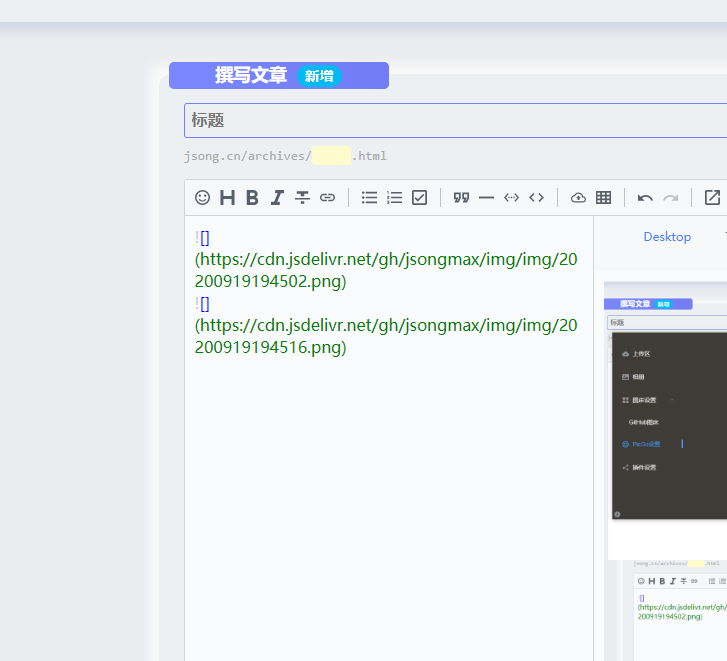 撰写文章 新增
标题
jsong.cn/archives/ .html
![]
(https://cdn.jsdelivr.net/gh/jsongmax/img/img/20
200919194502.png)
![]
(https://cdn.jsdelivr.net/gh/jsongmax/img/img/20
200919194516.png)
Desktop
撰写文章 新增
标题
上传区
相册
图床设置
GitHub图床
PicGo设置
插件设置
jsong.cn/archives/ .html
![]
(https://cdn.jsdelivr.net/gh/
200919194502.png)